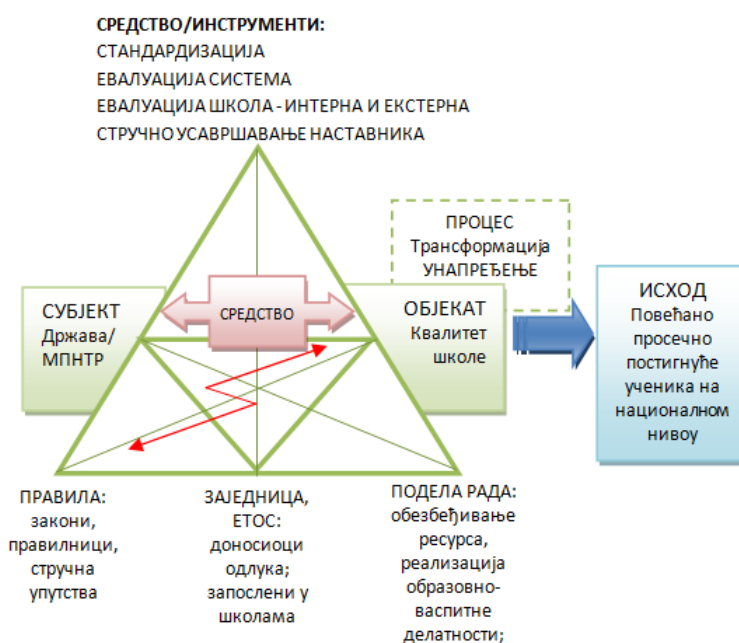 СРЕДСТВО/ИНСТРУМЕНТИ:
СТАНДАРДИЗАЦИЈА
ЕВАЛУАЦИЈА СИСТЕМА
ЕВАЛУАЦИЈА ШКОЛА - ИНТЕРНА И ЕКСТЕРНА
СТРУЧНО УСАВРШАВАЊЕ НАСТАВНИКА
ПРОЦЕС
Трансформација
УНАПРЕЂЕЊЕ
СУБЈЕКТ
Држава/
МПНТР
СРЕДСТВО
ОБЈЕКАТ
Квалитет
школе
ИСХОД
Повећано
просечно
постигнуће
ученика на
националном
нивоу
ПРАВИЛА:
закони,
правилници,
стручна
упутства
ЗАЈЕДНИЦА,
ЕТОС:
доносиоци
одлука;
запослени у
школама
ПОДЕЛА РАДА:
обезбеђивање
ресурса,
реализација
образовно-
васпитне
делатности;